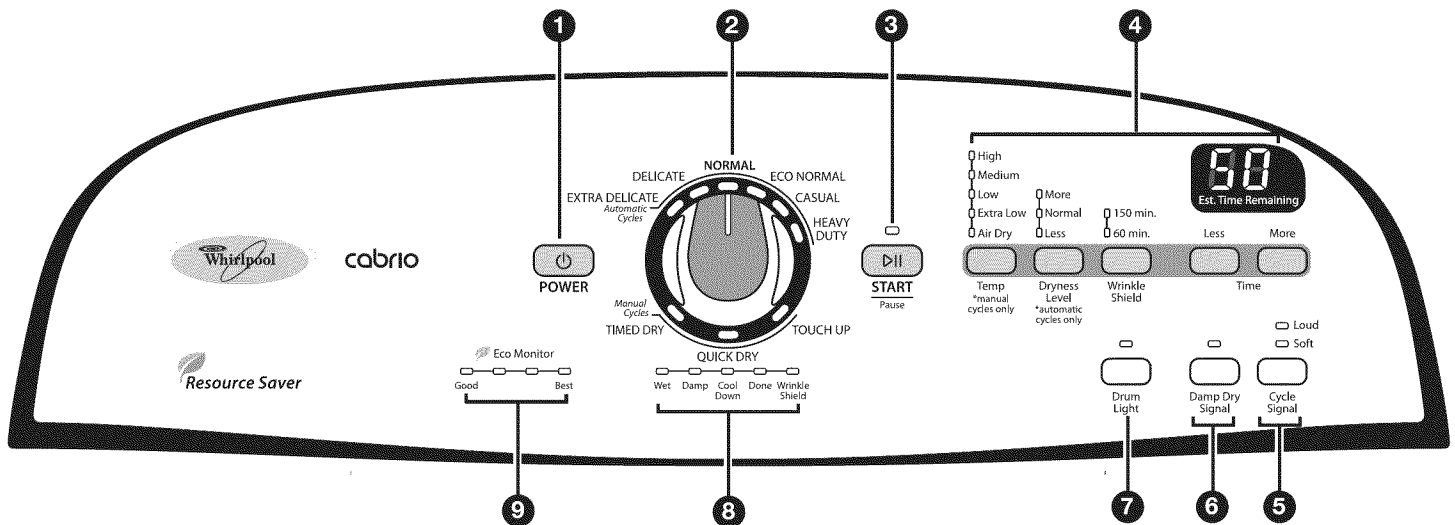 1 2 3 4
NORMAL
DELICATE ECO NORMAL
EXTRA DELICATE CASUAL
Automatic
Cycles
HEAVY
DUTY
Manual
Cycles
TIMED DRY TOUCH UP
QUICK DRY
Whirlpool
cabrio
POWER
START
Pause
High
Medium
Low
Extra Low
Air Dry
More
Normal
Less
150 min.
60 min.
50
Est. Time Remaining
Less More
Temp
*manual
cycles only
Dryness
Level
*automatic
cycles only
Wrinkle
Shield
Time
Resource Saver
Eco Monitor
Good Best
Wet Damp Cool
Down Done Wrinkle
Shield
Drum
Light
Damp Dry
Signal
Loud
Soft
Cycle
Signal
9 8 7 6 5